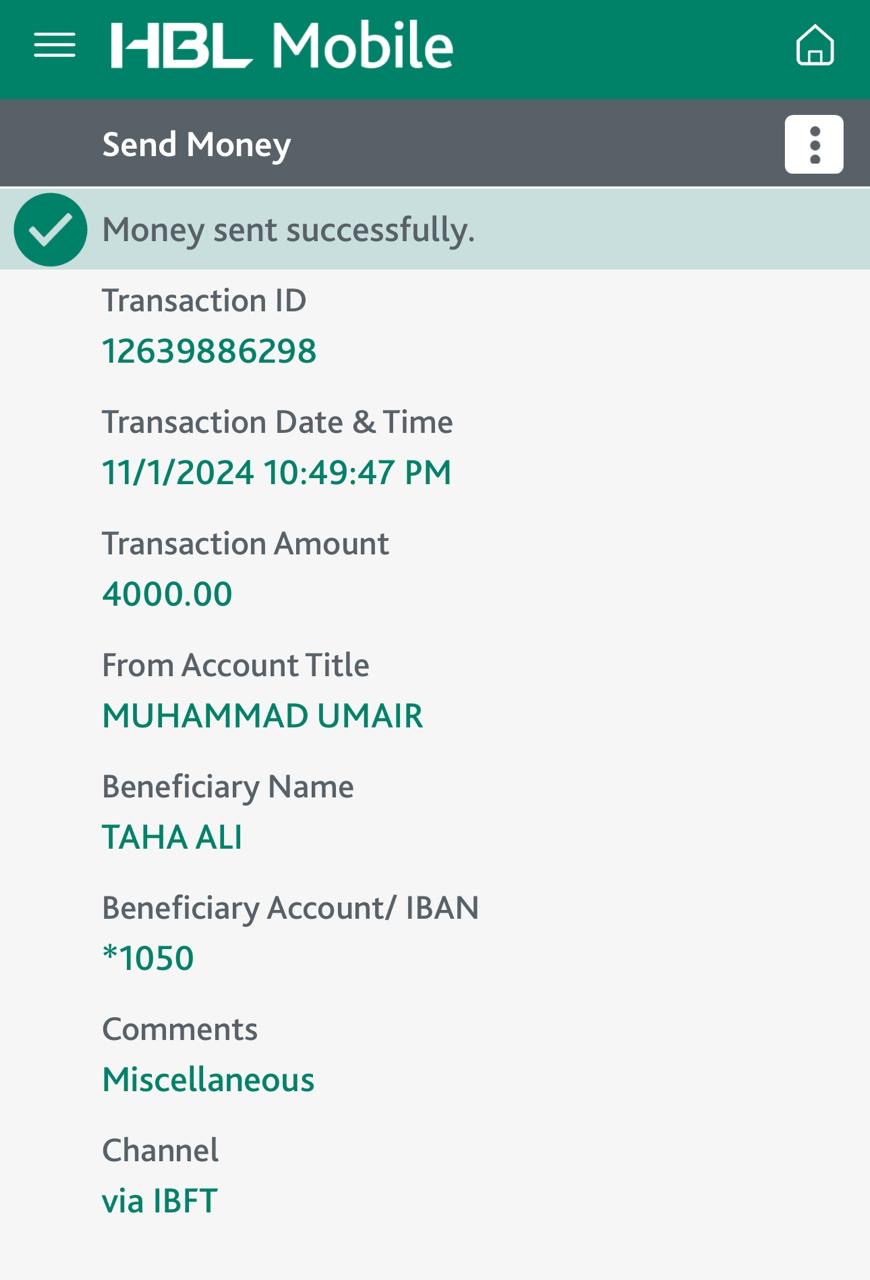 HBL Mobile
Send Money
Money sent successfully.
Transaction ID
12639886298
Transaction Date & Time
11/1/2024 10:49:47 PM
Transaction Amount
4000.00
From Account Title
MUHAMMAD UMAIR
Beneficiary Name
TAHA ALI
Beneficiary Account/ IBAN
*1050
Comments
Miscellaneous
Channel
via IBFT